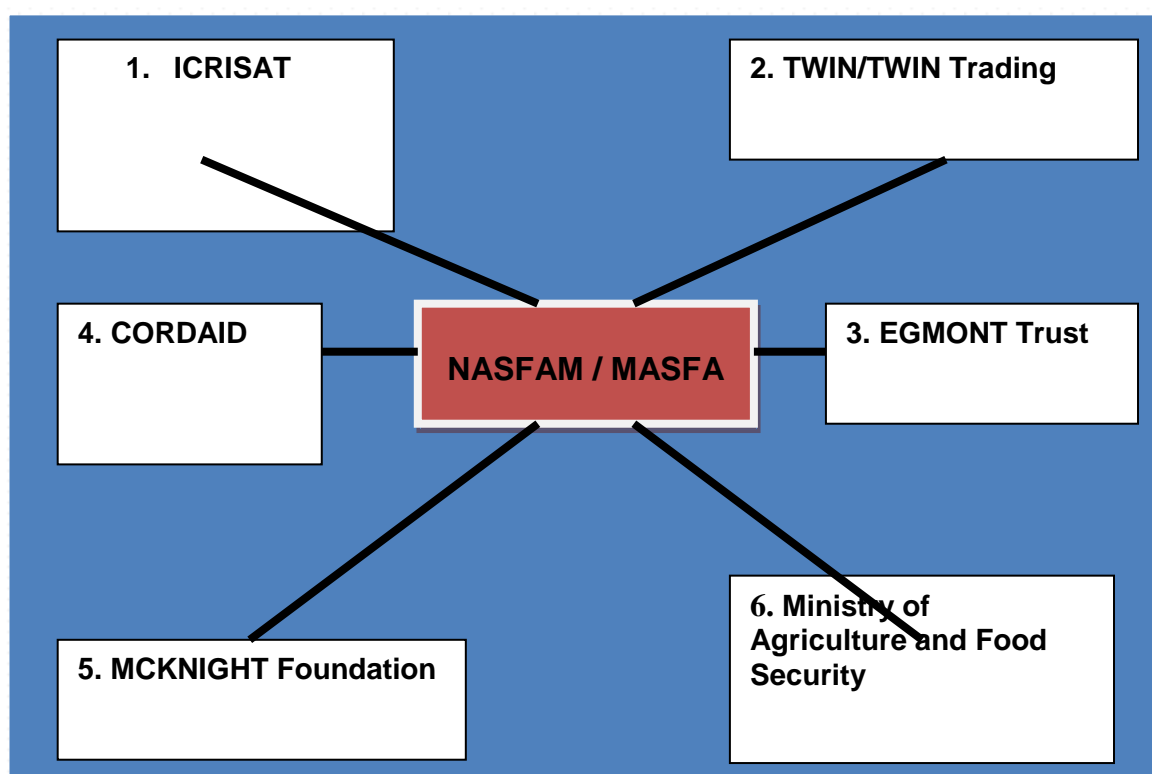 1. ICRISAT
2. TWIN/TWIN Trading
4. CORDAID
NASFAM / MASFA
3. EGMONT Trust
5. MCKNIGHT Foundation
6. Ministry of
Agriculture and Food
Security